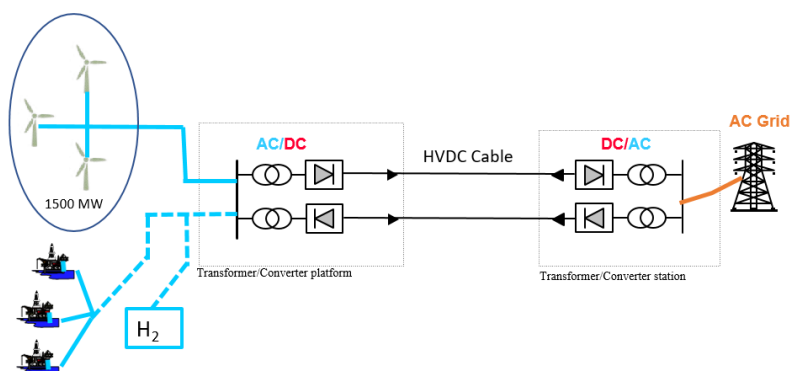 AC/DC
DC/AC
AC Grid
HVDC Cable
1500 MW
Transformer/Converter platform
Transformer/Converter station
H₂